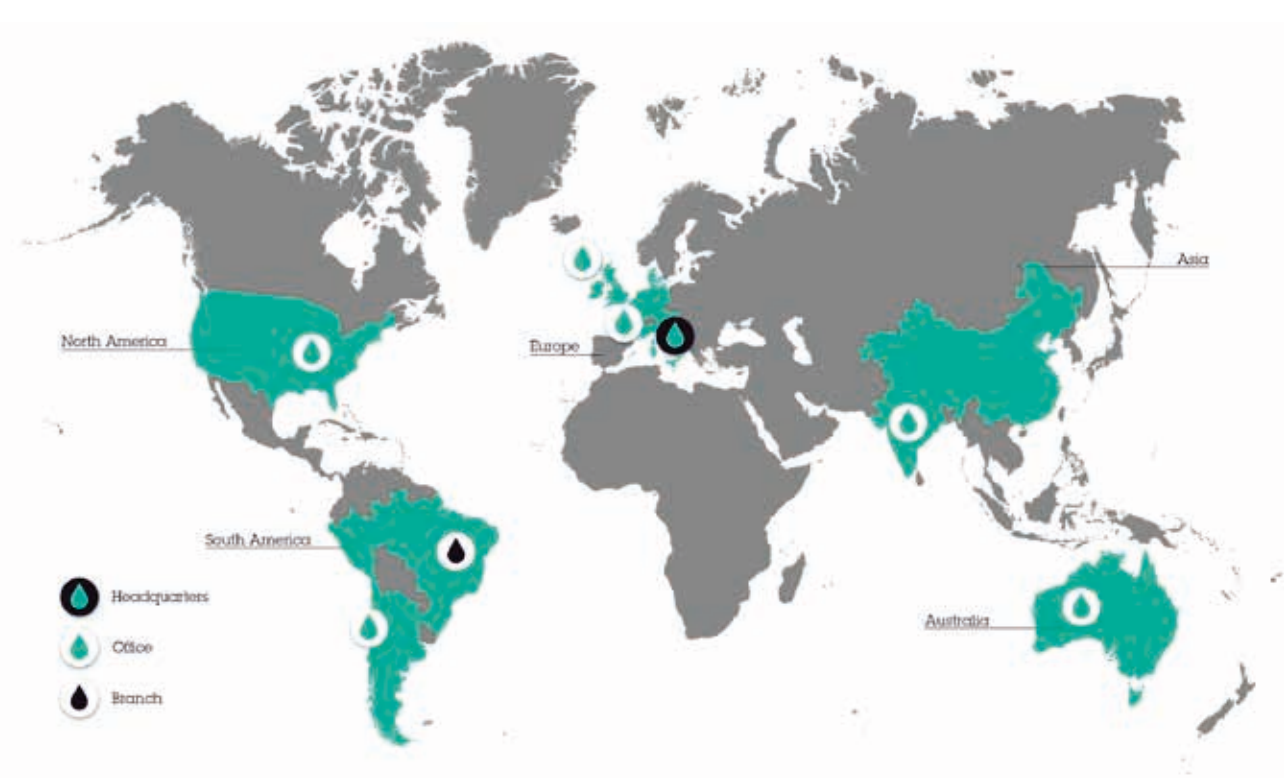 Asia
North America
Europe
South America
Headquarters
Australia
Office
Branch